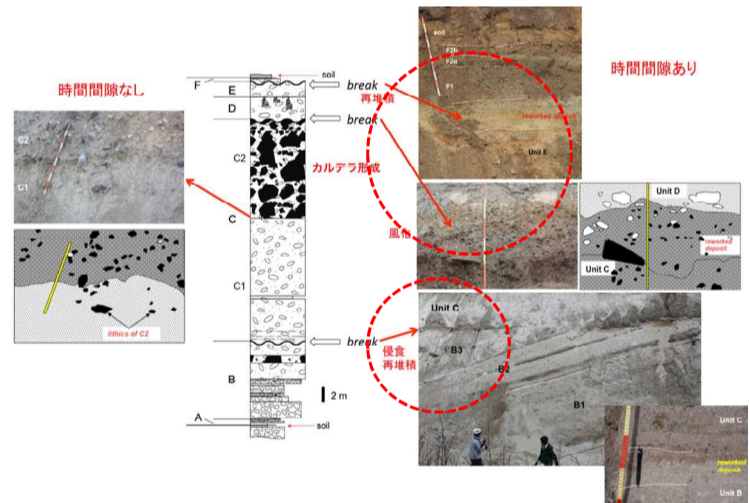 時間間隙なし
C2
C1
lithics of C2
soil
F
E
D
C2
C
C1
B
A
soil
2 m
break
break
break
カルデラ形成
再堆積
風化
侵食
再堆積
時間間隙あり
soil
F2b
F2a
F1
reworked deposit
Unit E
Unit D
reworked
deposit
Unit C
Unit C
B3
B2
B1
Unit C
reworked
deposit
Unit B